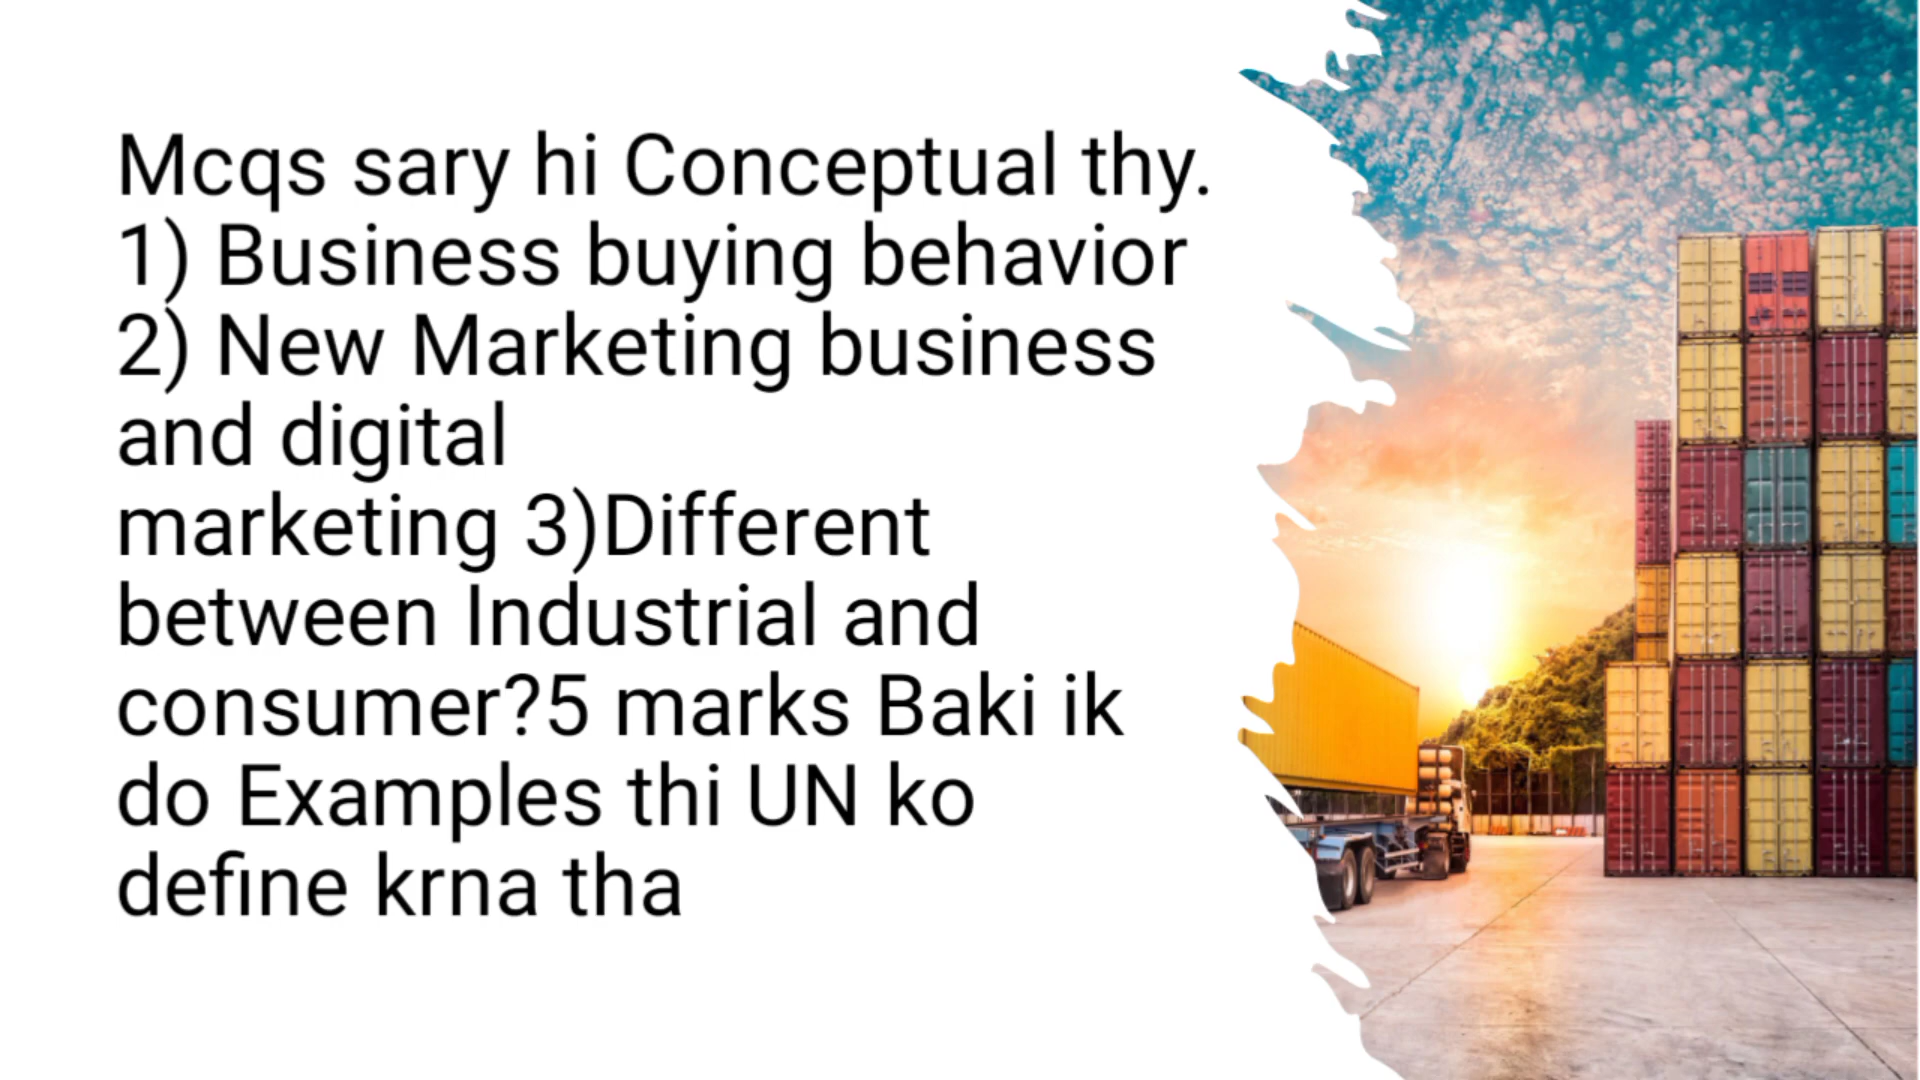 Mcqs sary hi Conceptual thy.
1) Business buying behavior
2) New Marketing business
and digital
marketing 3)Different
between Industrial and
consumer?5 marks Baki ik
do Examples thi UN ko
define krna tha